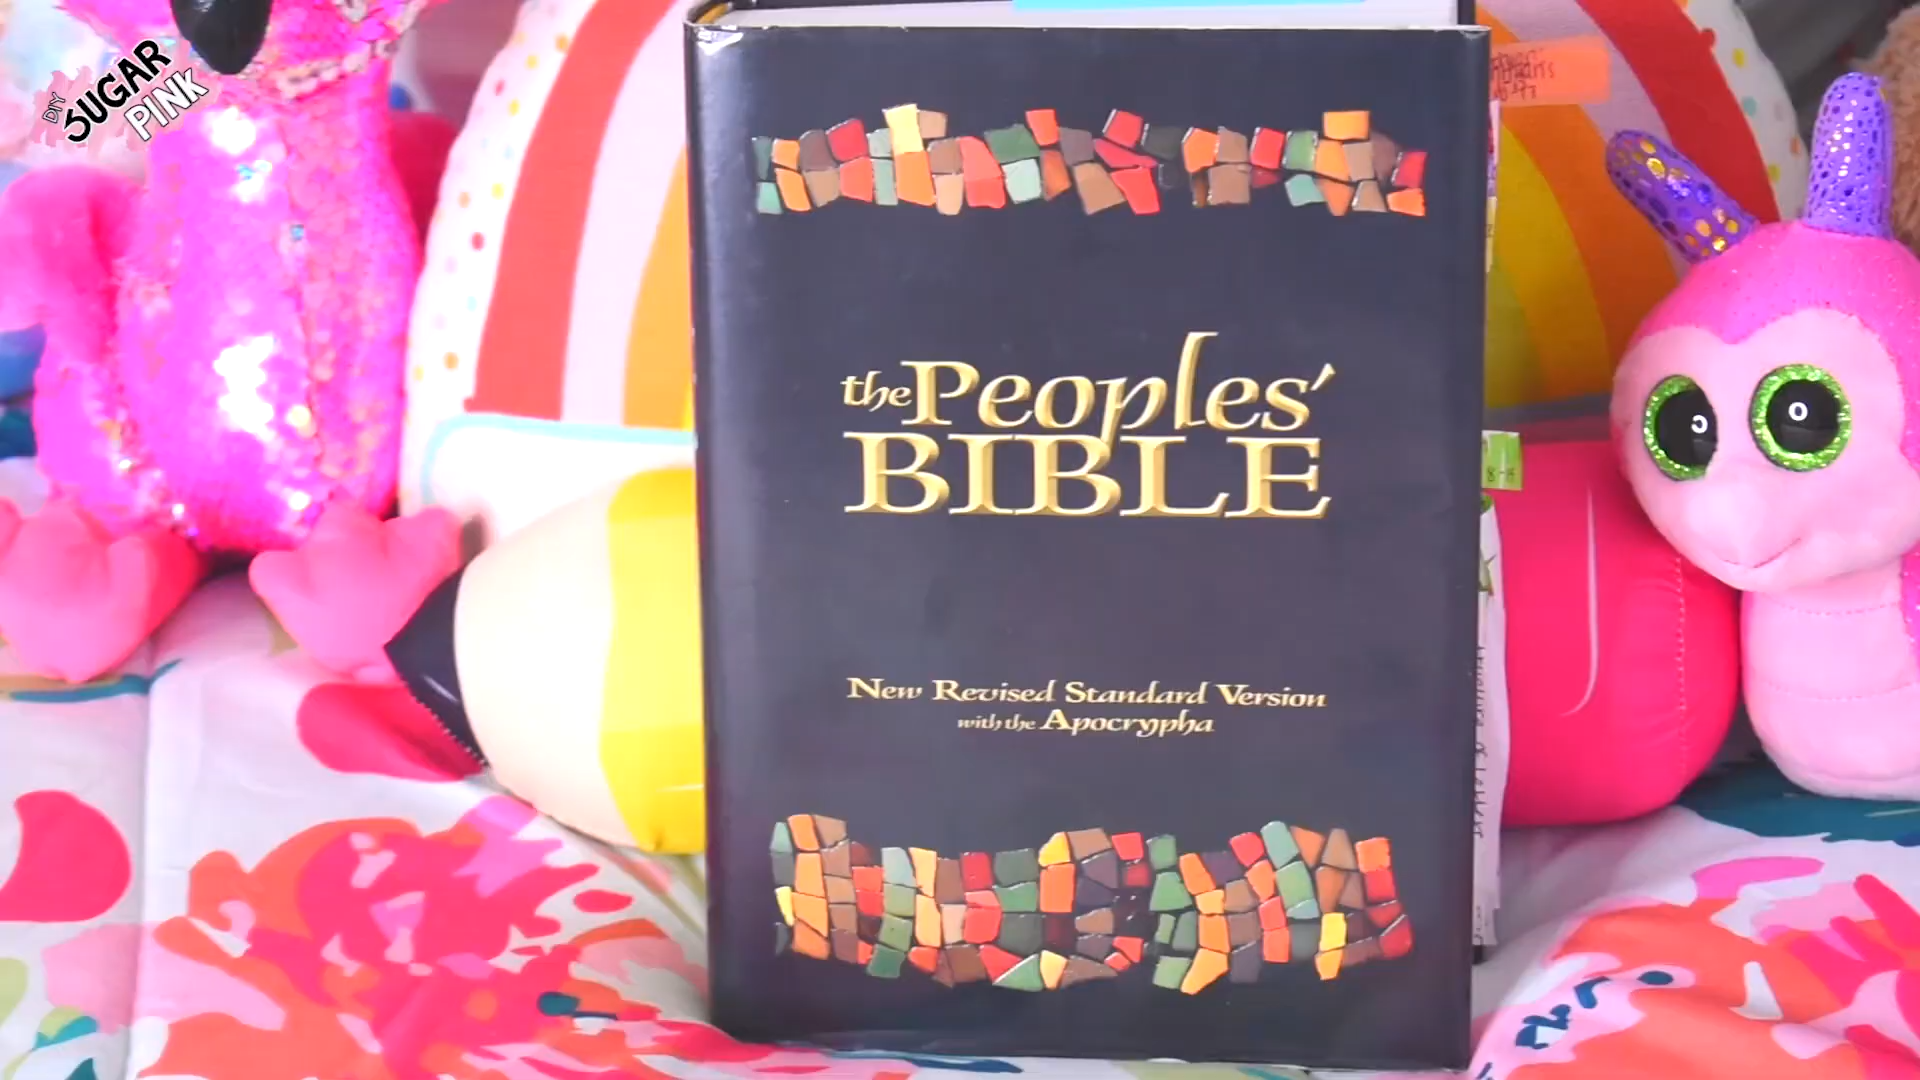 DIY
SUGAR
PINK
the Peoples'
BIBLE
New Revised Standard Version
with the Apocrypha